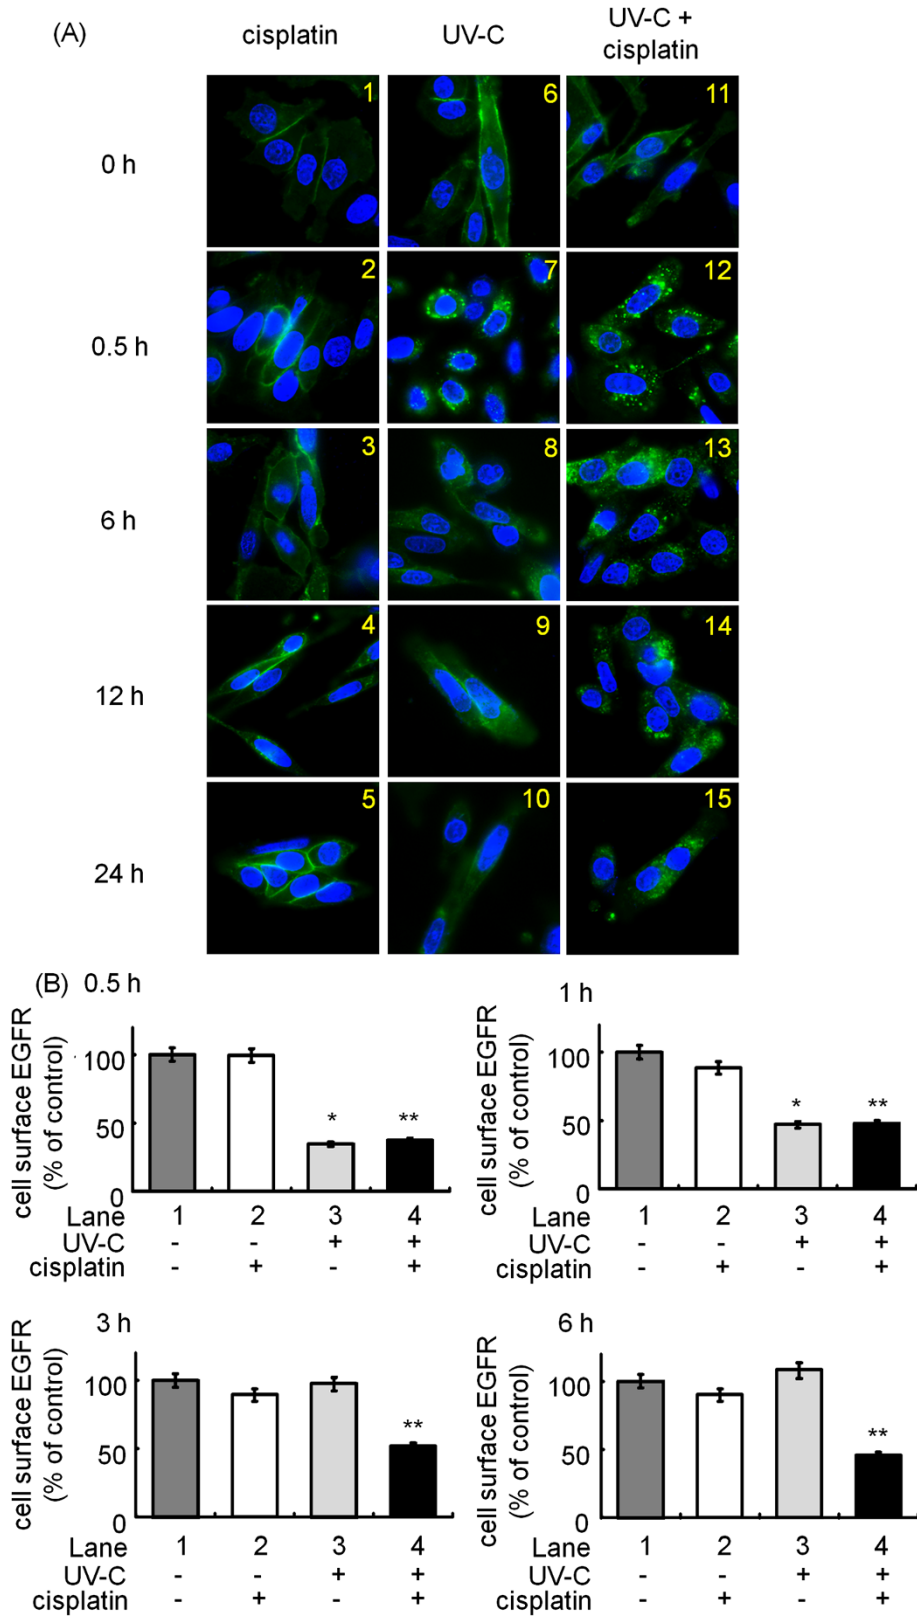 (A)
cisplatin
UV-C
UV-C +
cisplatin
0 h
1
6
11
0.5 h
2
7
12
6 h
3
8
13
12 h
4
9
14
24 h
5
10
15
(B)
0.5 h
cell surface EGFR
(% of control)
100
50
0
* **
Lane 1 2 3 4
UV-C - - + +
cisplatin - + - +
1 h
cell surface EGFR
(% of control)
100
50
0
* **
Lane 1 2 3 4
UV-C - - + +
cisplatin - + - +
3 h
cell surface EGFR
(% of control)
100
50
0
**
Lane 1 2 3 4
UV-C - - + +
cisplatin - + - +
6 h
cell surface EGFR
(% of control)
100
50
0
**
Lane 1 2 3 4
UV-C - - + +
cisplatin - + - +